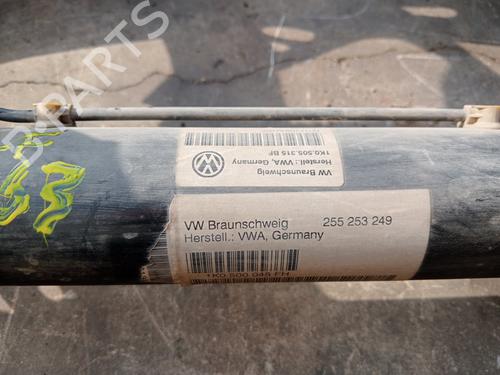 VW Braunschweig
Herstell.: VWA, Germany
1K0.505.315 BF
VW Braunschweig 255 253 249
Herstell.: VWA, Germany
1K0 500 045 FH
PARTS